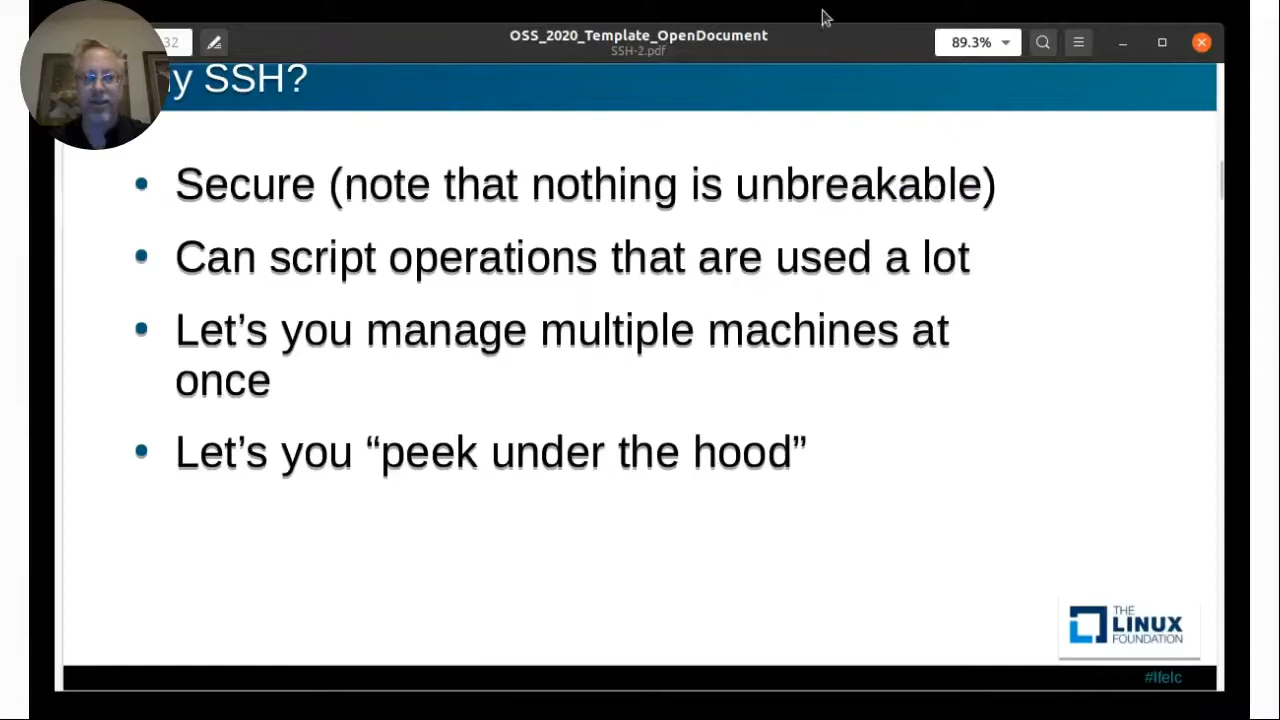 32
OSS_2020_Template_OpenDocument
SSH-2.pdf
89.3%
y SSH?
• Secure (note that nothing is unbreakable)
• Can script operations that are used a lot
• Let’s you manage multiple machines at
once
• Let’s you “peek under the hood”
THE
LINUX
FOUNDATION
#lfelc